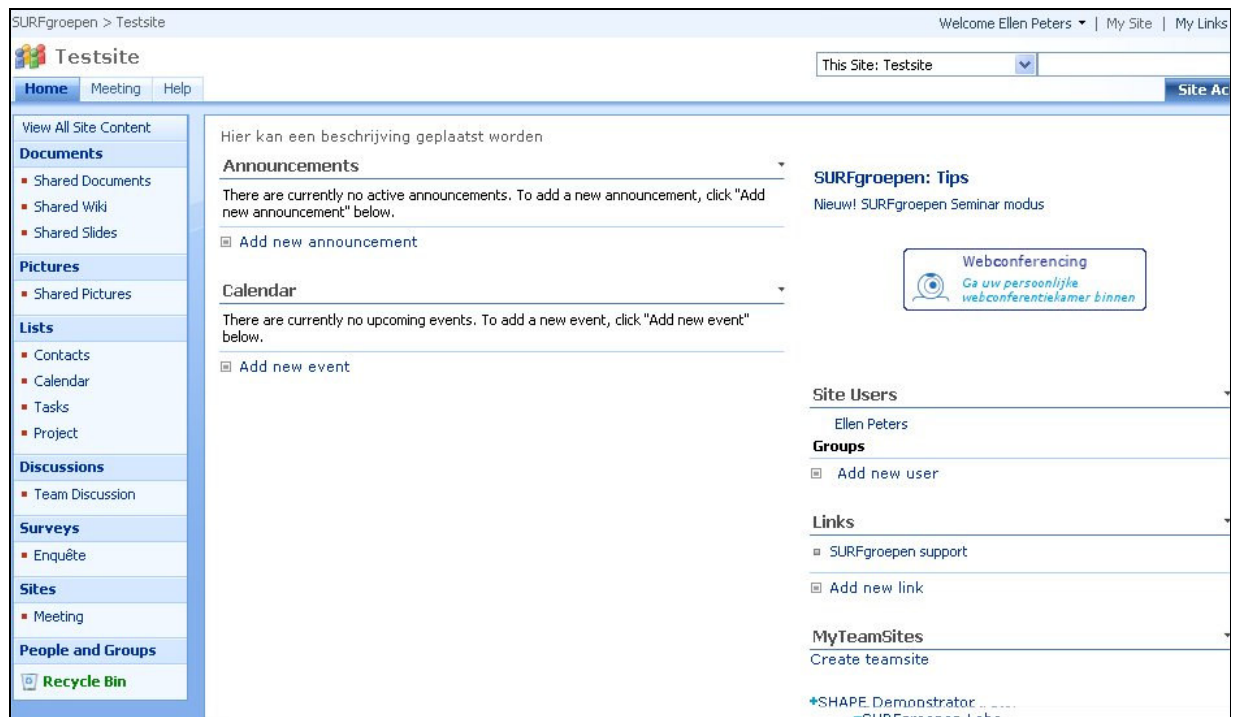 SURFgroepen > Testsite
Welcome Ellen Peters | My Site | My Links
Testsite
This Site: Testsite
Home Meeting Help
Site Ac
View All Site Content
Documents
Shared Documents
Shared Wiki
Shared Slides
Pictures
Shared Pictures
Lists
Contacts
Calendar
Tasks
Project
Discussions
Team Discussion
Surveys
Enquête
Sites
Meeting
People and Groups
Recycle Bin
Hier kan een beschrijving geplaatst worden
Announcements
There are currently no active announcements. To add a new announcement, click "Add
new announcement" below.
Add new announcement
Calendar
There are currently no upcoming events. To add a new event, click "Add new event"
below.
Add new event
SURFgroepen: Tips
Nieuw! SURFgroepen Seminar modus
Webconferencing
Ga uw persoonlijke
webconferentiekamer binnen
Site Users
Ellen Peters
Groups
Add new user
Links
SURFgroepen support
Add new link
MyTeamSites
Create teamsite
+SHAPE Demonstrator